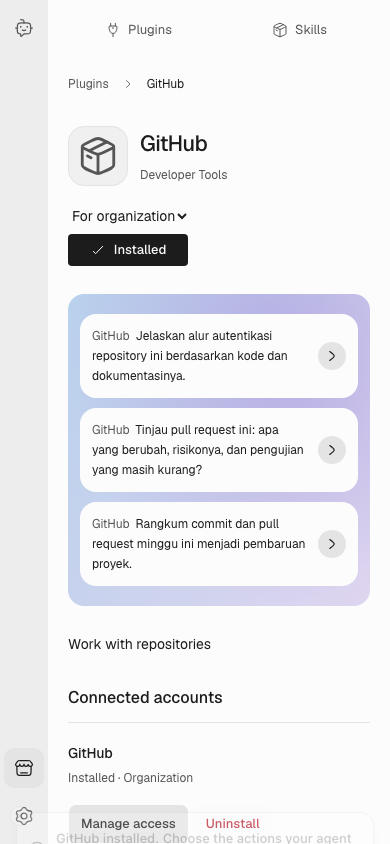 Plugins
Skills
Plugins > GitHub
GitHub
Developer Tools
For organization
Installed
GitHub Jelaskan alur autentikasi
repository ini berdasarkan kode dan
dokumentasinya.
GitHub Tinjau pull request ini: apa
yang berubah, risikonya, dan pengujian
yang masih kurang?
GitHub Rangkum commit dan pull
request minggu ini menjadi pembaruan
proyek.
Work with repositories
Connected accounts
GitHub
Installed · Organization
Manage access
Uninstall
GitHub installed. Choose the actions your agent